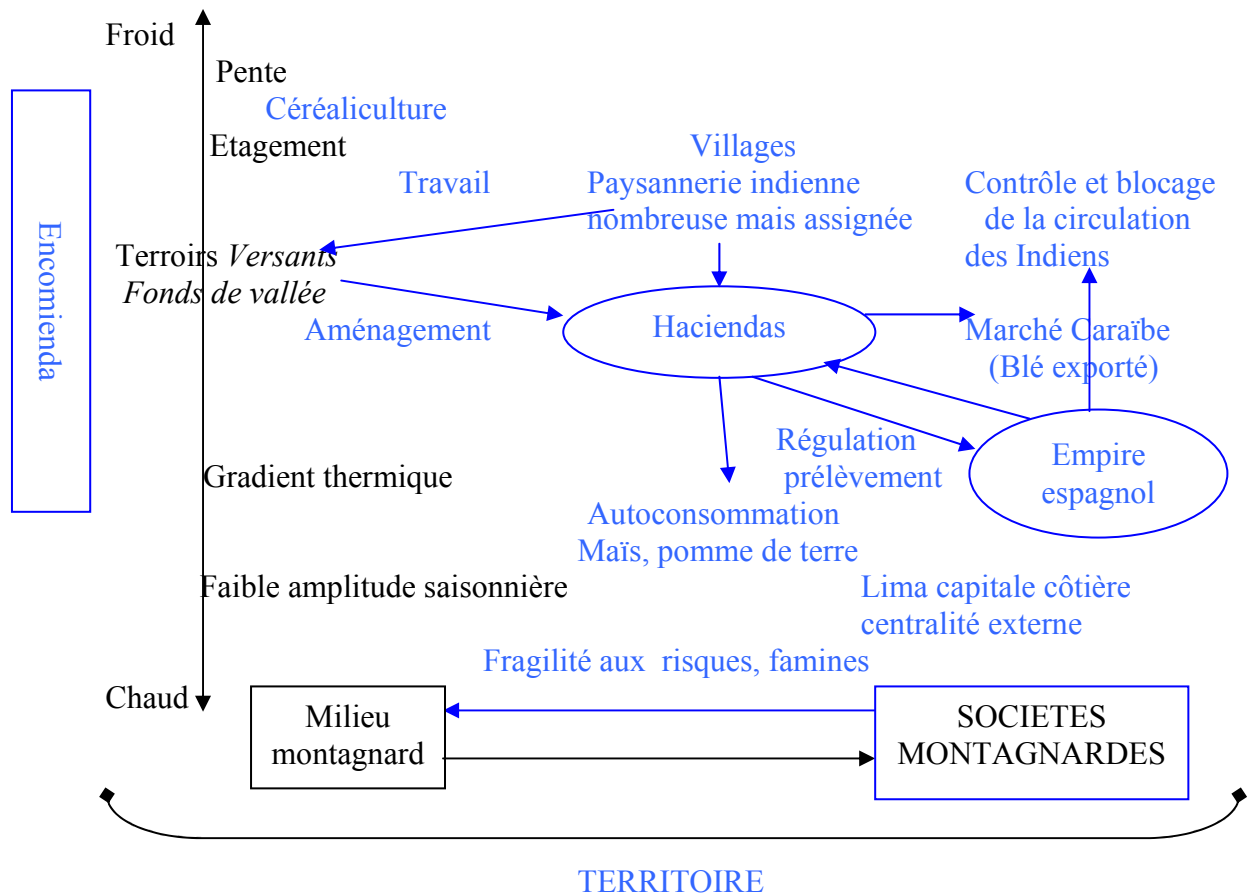 Froid
Pente
Céréaliculture
Etagement
Encomienda
Villages
Travail
Paysannerie indienne
nombreuse mais assignée
Contrôle et blocage
de la circulation
des Indiens
Terroirs Versants
Fonds de vallée
Aménagement
Haciendas
Marché Caraïbe
(Blé exporté)
Régulation
prélèvement
Empire
espagnol
Gradient thermique
Autoconsommation
Maïs, pomme de terre
Faible amplitude saisonnière
Lima capitale côtière
centralité externe
Fragilité aux risques, famines
Chaud
Milieu
montagnard
SOCIETES
MONTAGNARDES
TERRITOIRE